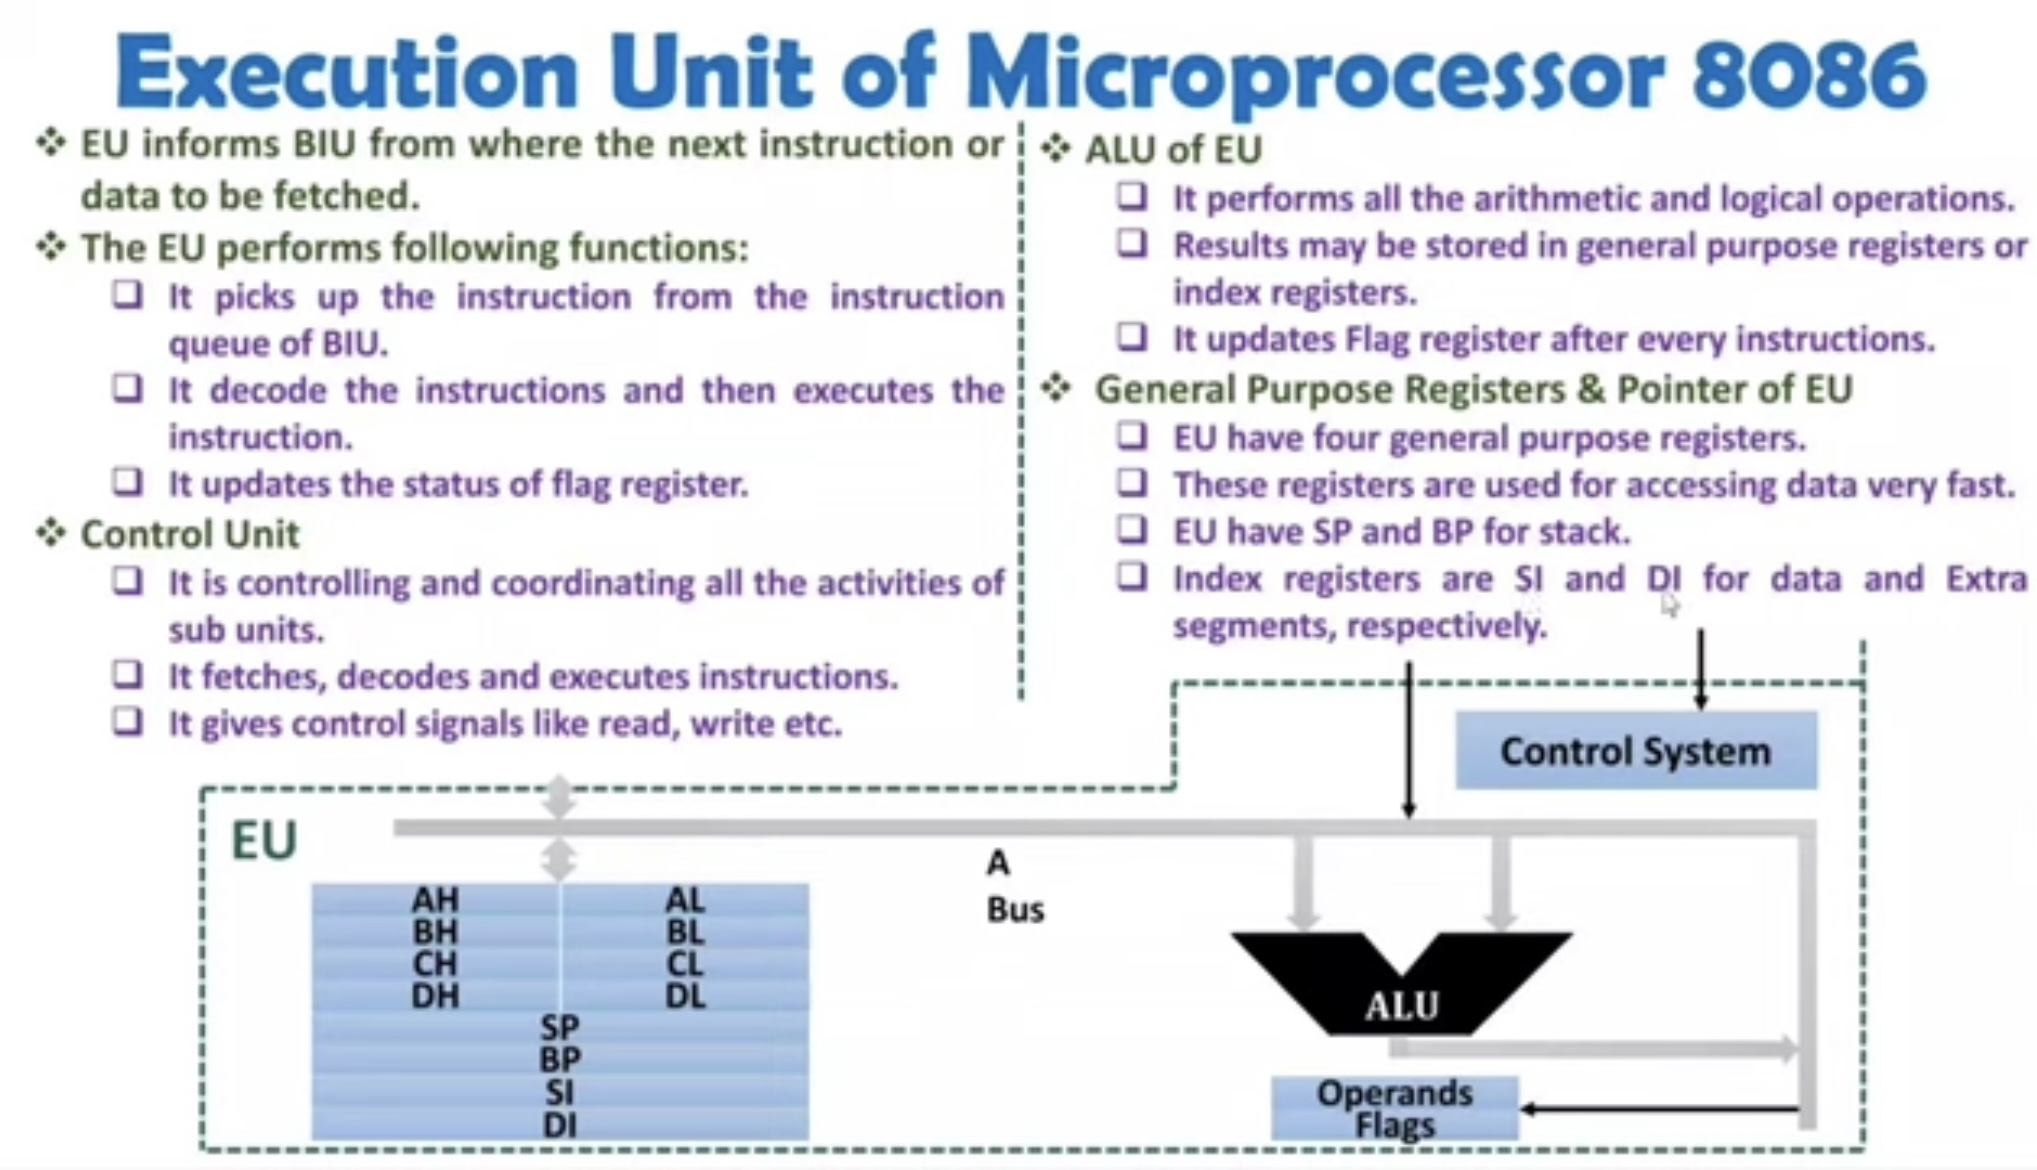 Execution Unit of Microprocessor 8086
❖ EU informs BIU from where the next instruction or
data to be fetched.
❖ The EU performs following functions:
❑ It picks up the instruction from the instruction
queue of BIU.
❑ It decode the instructions and then executes the
instruction.
❑ It updates the status of flag register.
❖ Control Unit
❑ It is controlling and coordinating all the activities of
sub units.
❑ It fetches, decodes and executes instructions.
❑ It gives control signals like read, write etc.
❖ ALU of EU
❑ It performs all the arithmetic and logical operations.
❑ Results may be stored in general purpose registers or
index registers.
❑ It updates Flag register after every instructions.
❖ General Purpose Registers & Pointer of EU
❑ EU have four general purpose registers.
❑ These registers are used for accessing data very fast.
❑ EU have SP and BP for stack.
❑ Index registers are SI and DI for data and Extra
segments, respectively.
Control System
EU
A
Bus
AH AL
BH BL
CH CL
DH DL
SP
BP
SI
DI
ALU
Operands
Flags